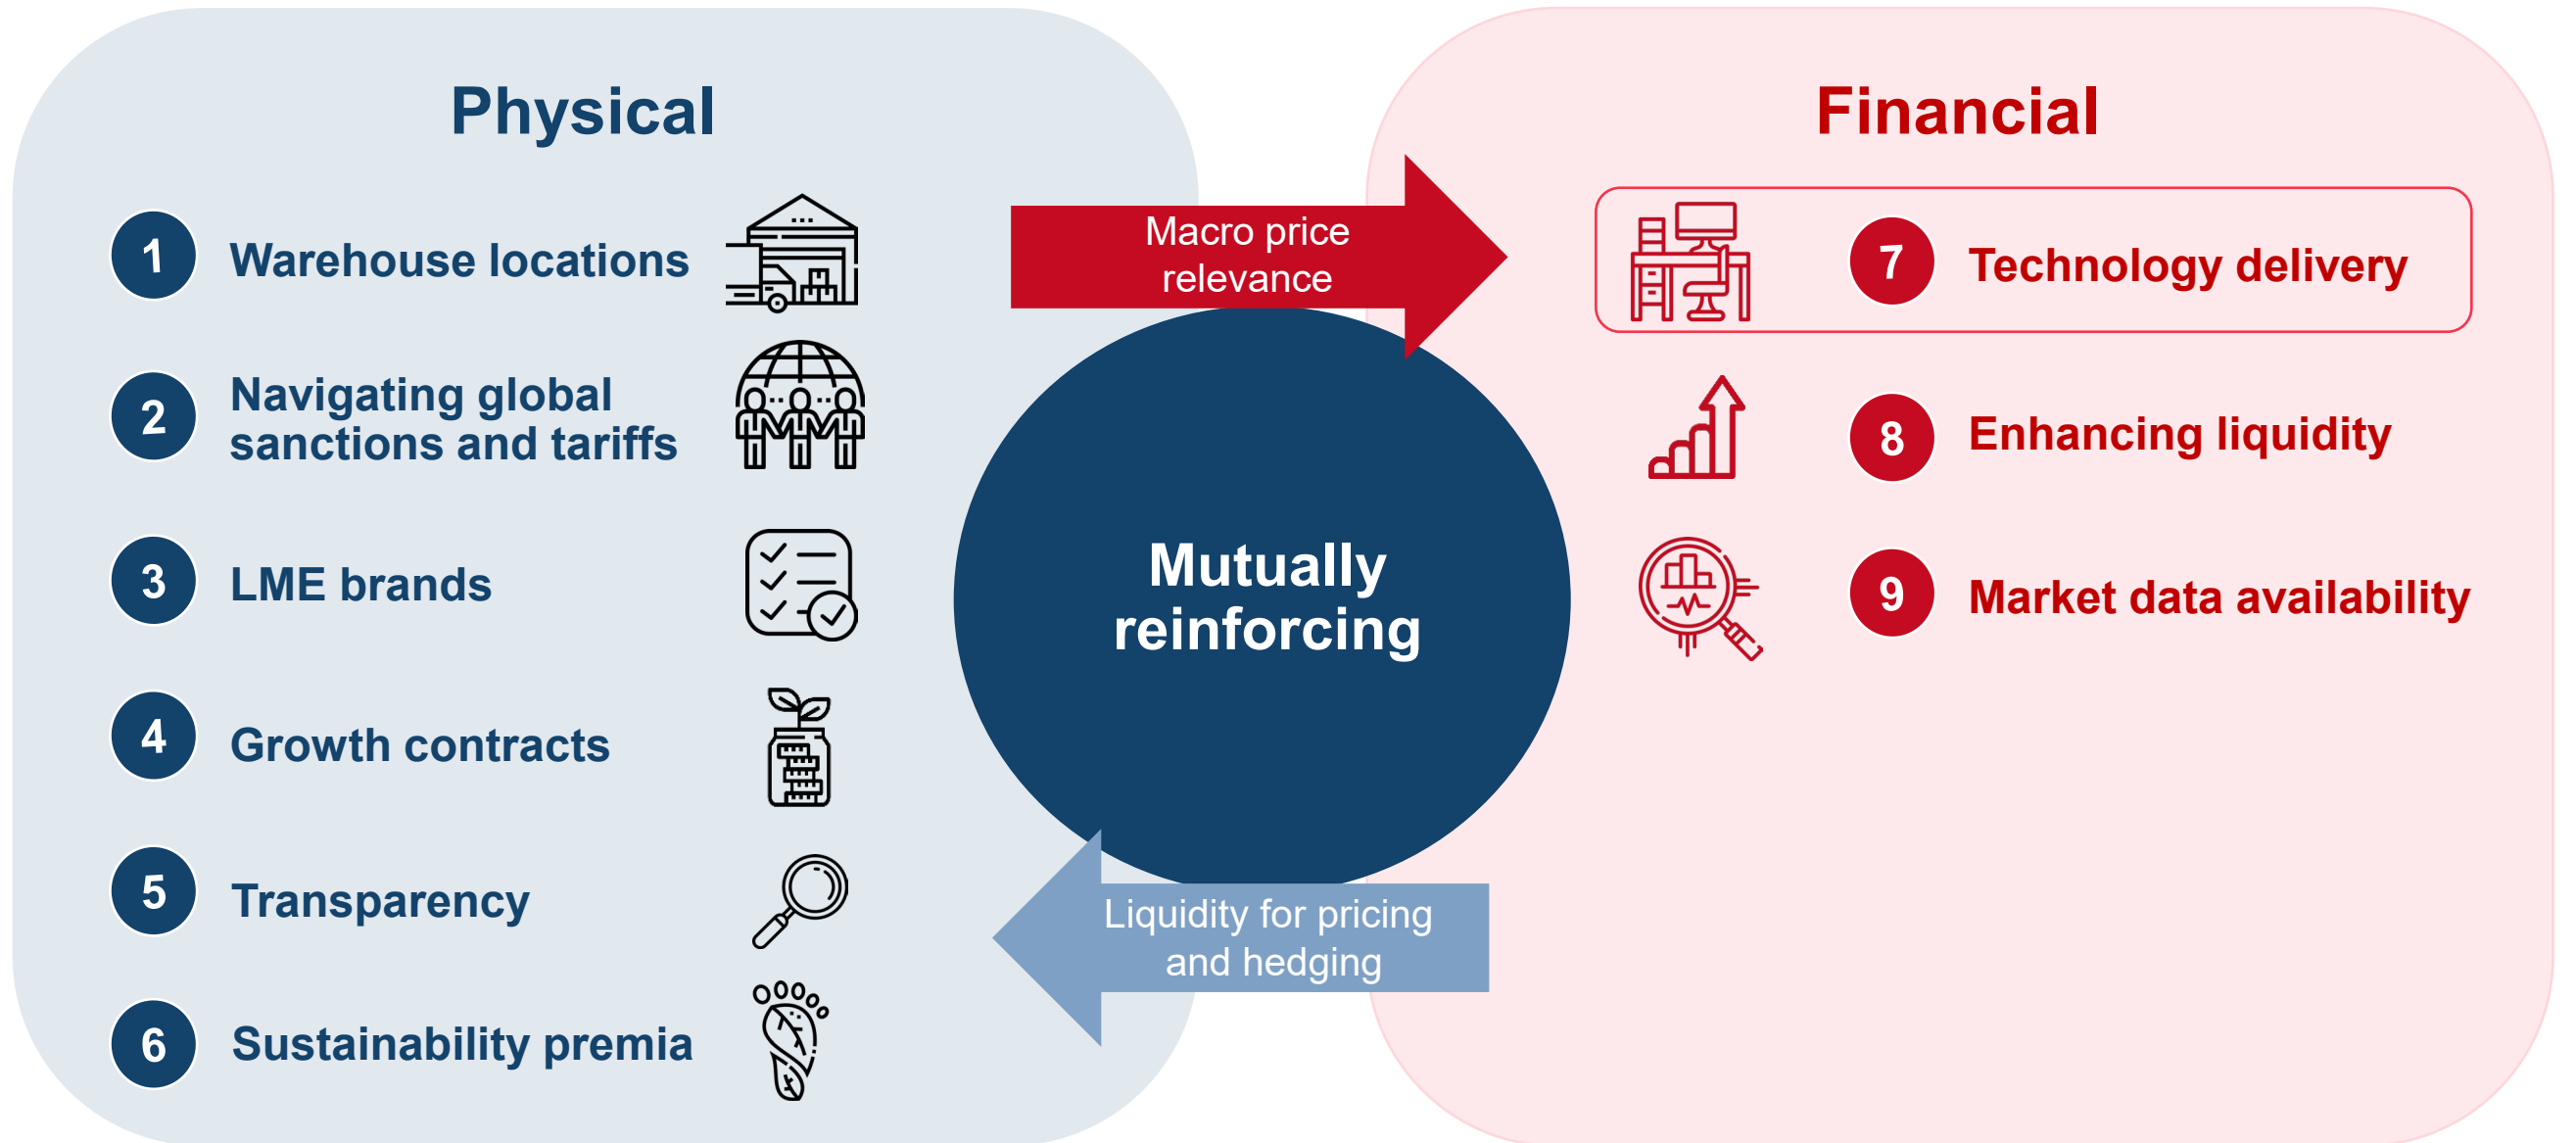 Physical
1
Warehouse locations
2
Navigating global
sanctions and tariffs
3
LME brands
4
Growth contracts
5
Transparency
6
Sustainability premia
Macro price
relevance
Mutually
reinforcing
Liquidity for pricing
and hedging
Financial
7
Technology delivery
8
Enhancing liquidity
9
Market data availability